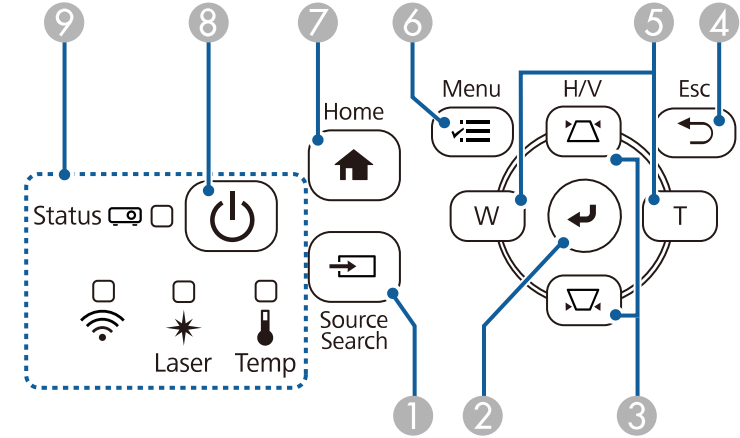 9 8 7 6 5 4
Menu H/V Esc
Home
Status
W T
Source
Search
Laser Temp
1 2 3